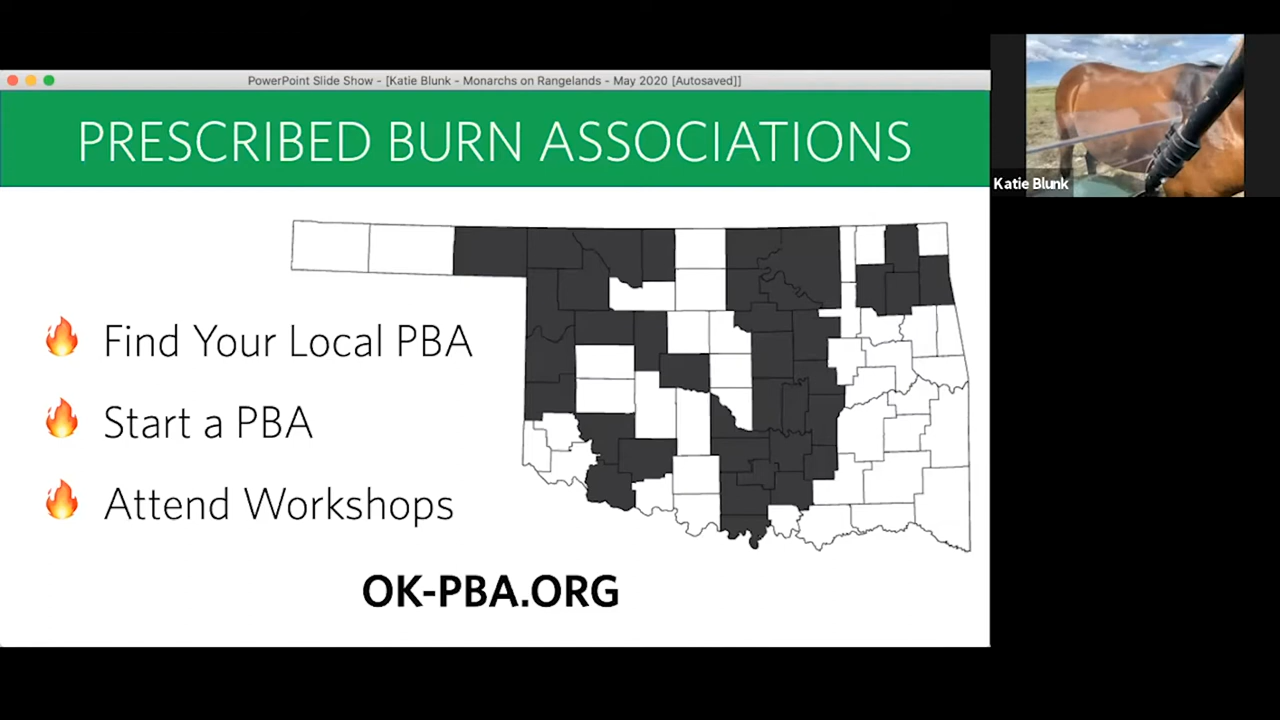 PowerPoint Slide Show - [Katie Blunk - Monarchs on Rangelands - May 2020 [Autosaved]]
PRESCRIBED BURN ASSOCIATIONS
Katie Blunk
Find Your Local PBA
Start a PBA
Attend Workshops
OK-PBA.ORG